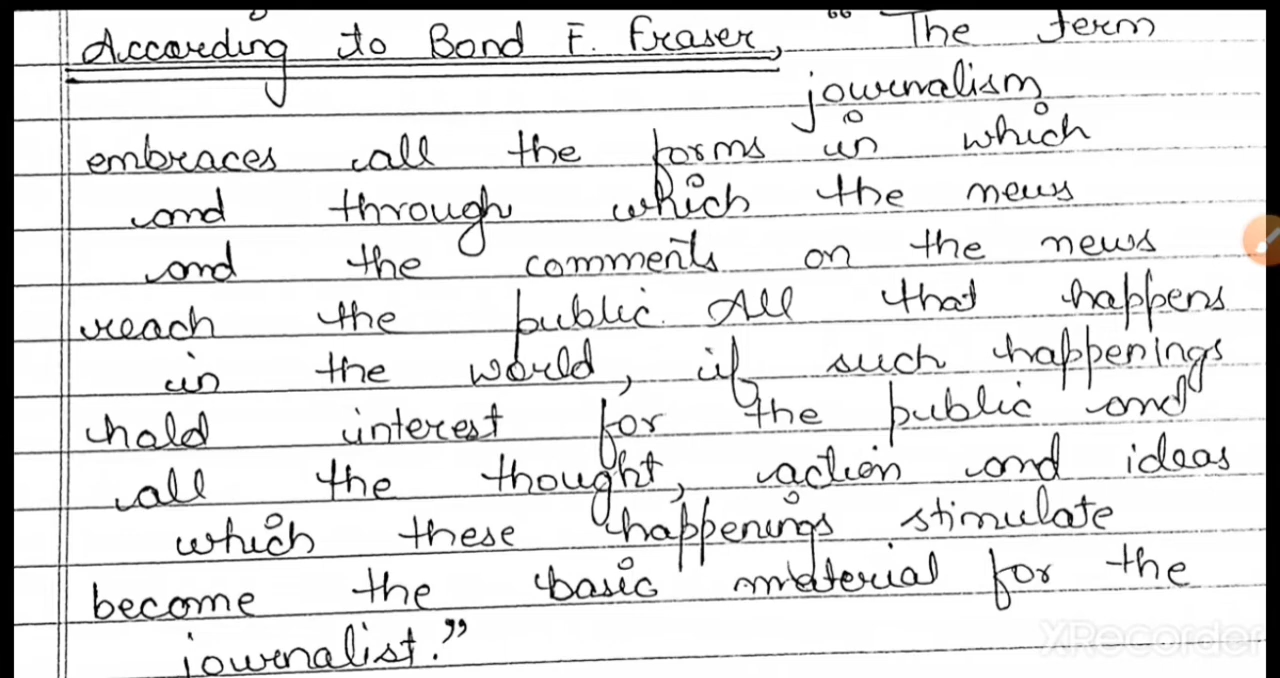 According to Bond F. Fraser, “ The term
journalism
embraces all the forms in which
and through which the news
and the comments on the news
reach the public. All that happens
in the world, if such happenings
hold interest for the public and
all the thought, action and ideas
which these happenings stimulate
become the basic material for the
journalist.”
XRecorder